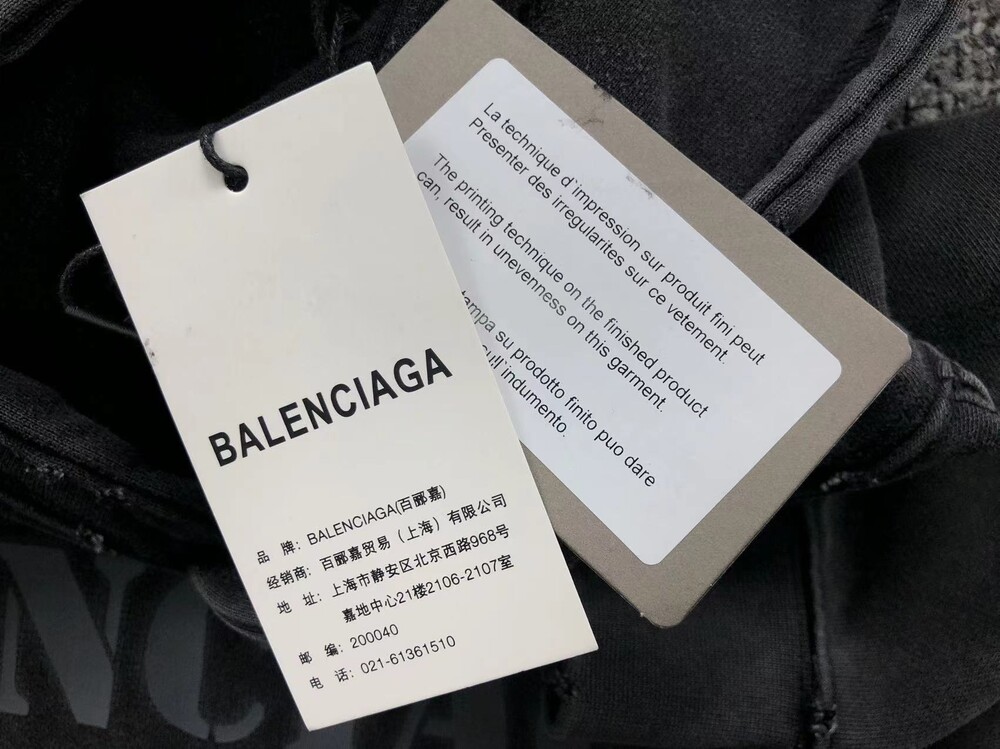 BALENCIAGA
品 牌：BALENCIAGA(百郦嘉)
经销商：百郦嘉贸易（上海）有限公司
地 址：上海市静安区北京西路968号
嘉地中心21楼2106-2107室
邮 编：200040
电 话：021-61361510
La technique d`impression sur produit fini peut
Presenter des irregularites sur ce vetement.
The printing technique on the finished product
can, result in unevenness on this garment.
su prodotto finito puo dare
indumento.